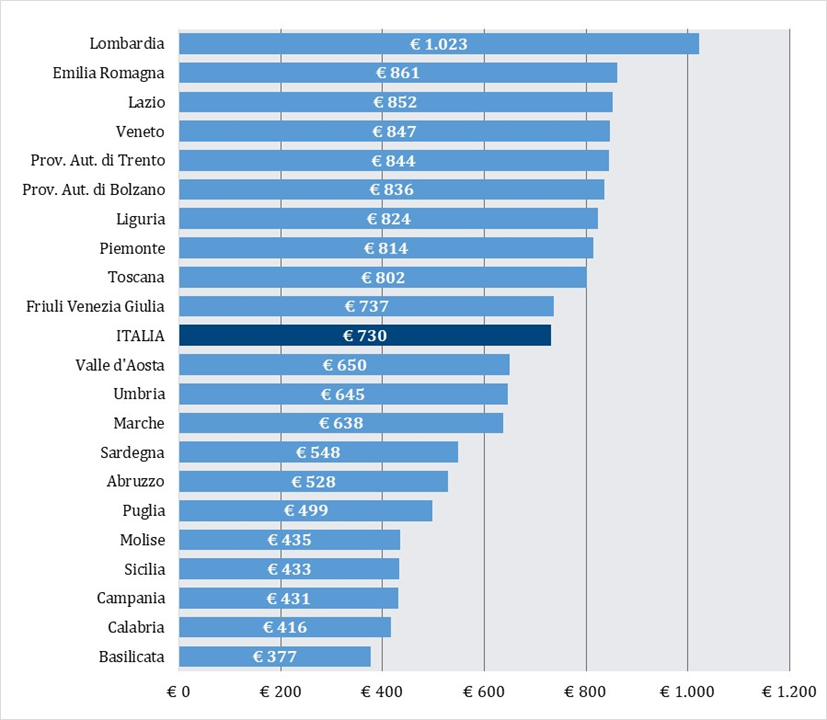 Lombardia € 1.023
Emilia Romagna € 861
Lazio € 852
Veneto € 847
Prov. Aut. di Trento € 844
Prov. Aut. di Bolzano € 836
Liguria € 824
Piemonte € 814
Toscana € 802
Friuli Venezia Giulia € 737
ITALIA € 730
Valle d'Aosta € 650
Umbria € 645
Marche € 638
Sardegna € 548
Abruzzo € 528
Puglia € 499
Molise € 435
Sicilia € 433
Campania € 431
Calabria € 416
Basilicata € 377
€ 0 € 200 € 400 € 600 € 800 € 1.000 € 1.200